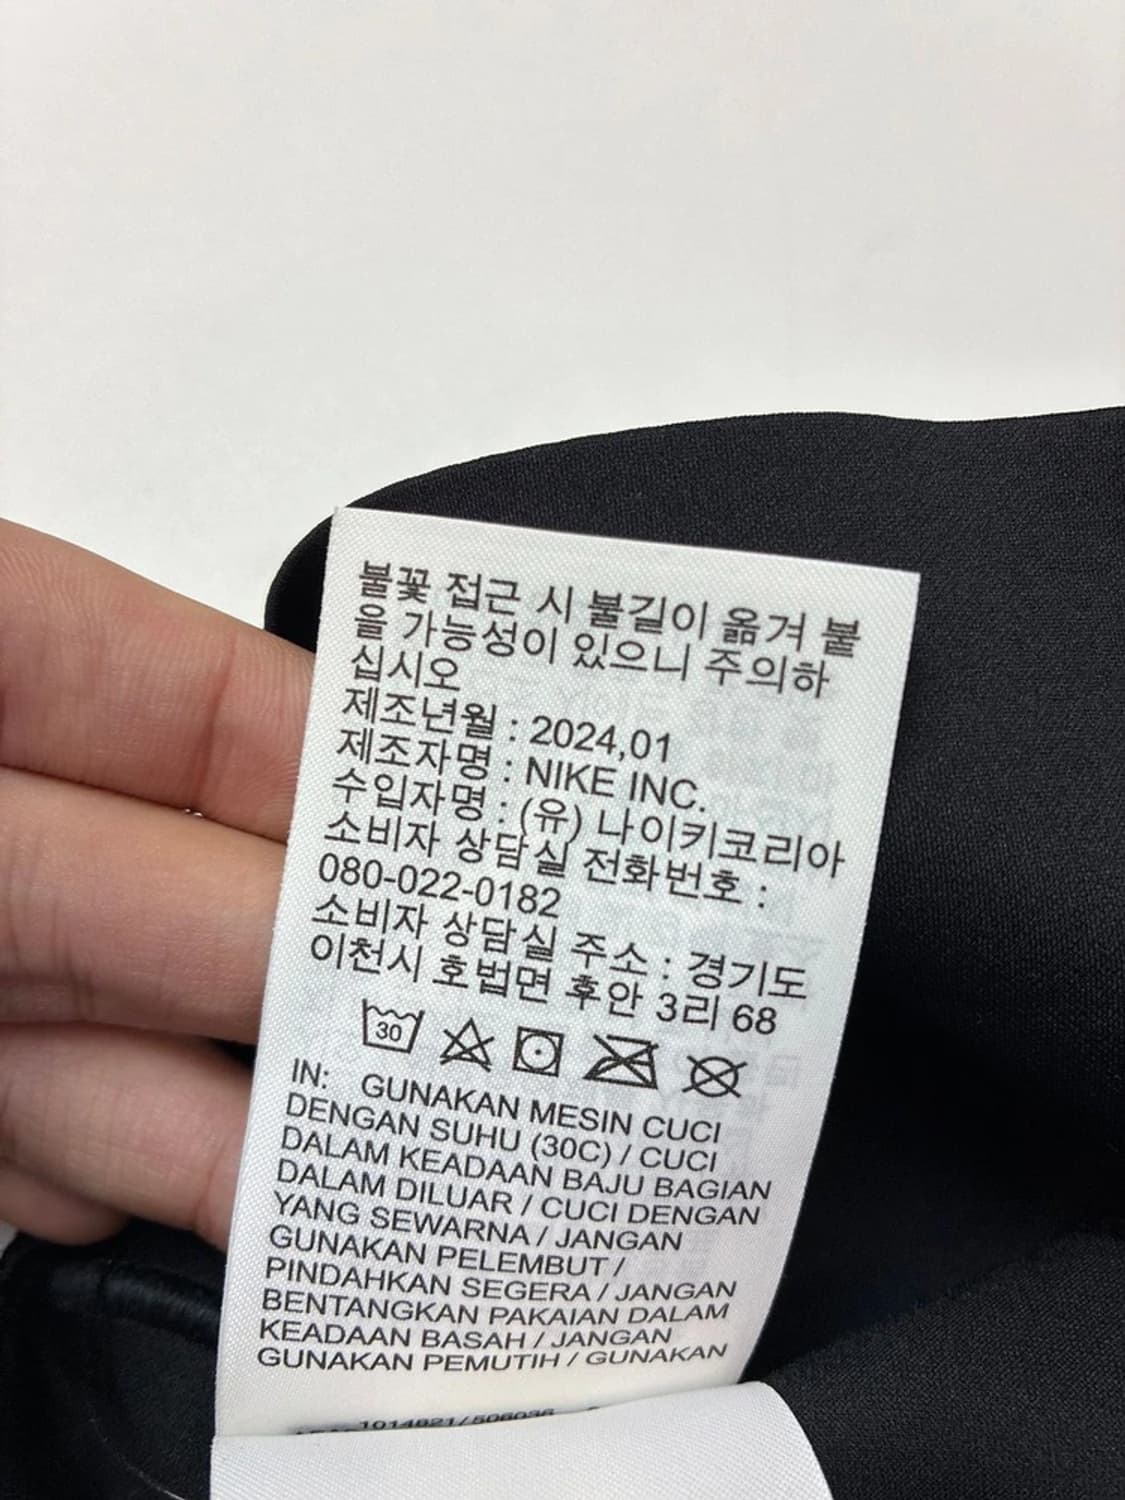 불꽃 접근 시 불길이 옮겨 붙
을 가능성이 있으니 주의하
십시오
제조년월 : 2024,01
제조자명 : NIKE INC.
수입자명 : (유) 나이키코리아
소비자 상담실 전화번호 :
080-022-0182
소비자 상담실 주소 : 경기도
이천시 호법면 후안 3리 68
30
IN: GUNAKAN MESIN CUCI
DENGAN SUHU (30C) / CUCI
DALAM KEADAAN BAJU BAGIAN
DALAM DILUAR / CUCI DENGAN
YANG SEWARNA / JANGAN
GUNAKAN PELEMBUT /
PINDAHKAN SEGERA / JANGAN
BENTANGKAN PAKAIAN DALAM
KEADAAN BASAH / JANGAN
GUNAKAN PEMUTIH / GUNAKAN
1014821/506036